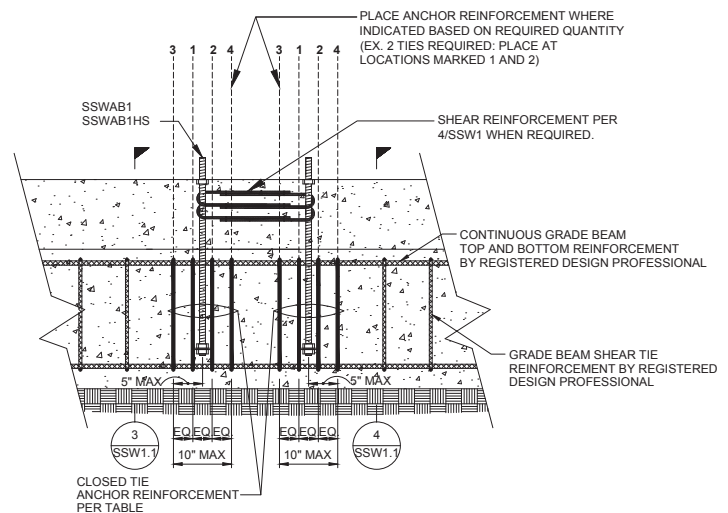 PLACE ANCHOR REINFORCEMENT WHERE
INDICATED BASED ON REQUIRED QUANTITY
(EX. 2 TIES REQUIRED: PLACE AT
LOCATIONS MARKED 1 AND 2)
3 1 2 4 3 1 2 4
SSWAB1
SSWAB1HS
SHEAR REINFORCEMENT PER
4/SSW1 WHEN REQUIRED.
CONTINUOUS GRADE BEAM
TOP AND BOTTOM REINFORCEMENT
BY REGISTERED DESIGN PROFESSIONAL
GRADE BEAM SHEAR TIE
REINFORCEMENT BY REGISTERED
DESIGN PROFESSIONAL
5" MAX 5" MAX
3
SSW1.1
EQ EQ EQ EQ EQ EQ
4
SSW1.1
10" MAX 10" MAX
CLOSED TIE
ANCHOR REINFORCEMENT
PER TABLE